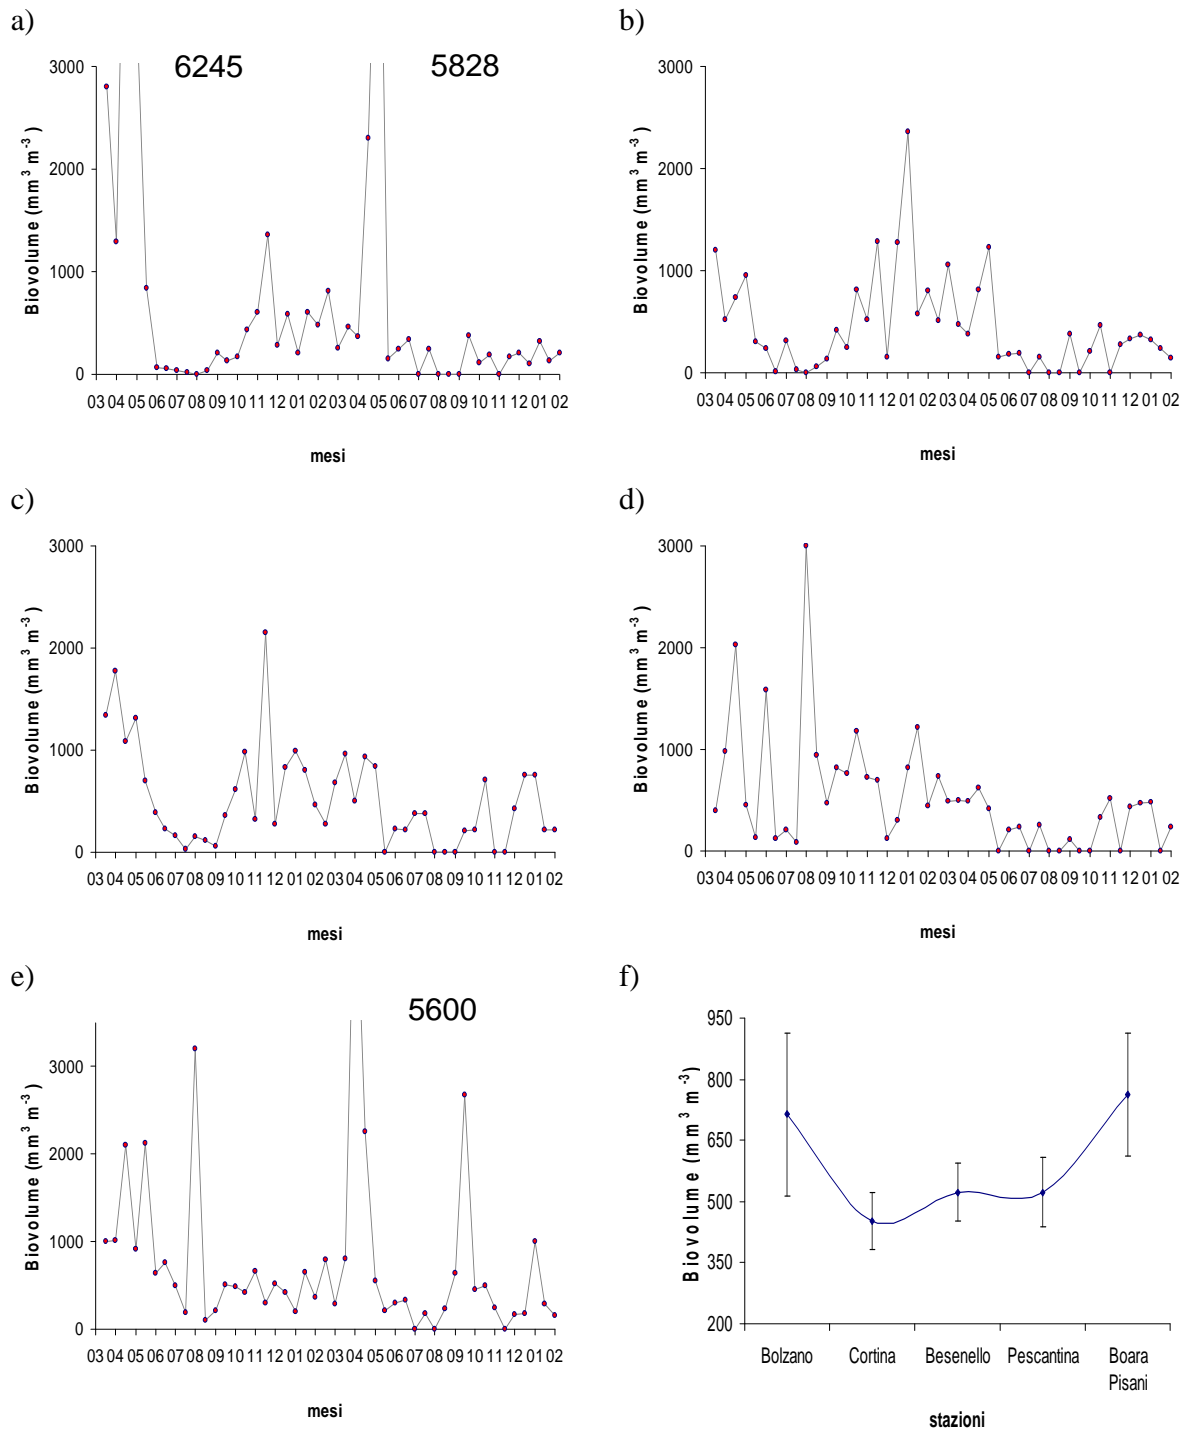 a)
6245 5828
3000
2000
1000
0
Biovolume (mm³ m⁻³)
03 04 05 06 07 08 09 10 11 12 01 02 03 04 05 06 07 08 09 10 11 12 01 02
mesi
b)
3000
2000
1000
0
Biovolume (mm³ m⁻³)
03 04 05 06 07 08 09 10 11 12 01 02 03 04 05 06 07 08 09 10 11 12 01 02
mesi
c)
3000
2000
1000
0
Biovolume (mm³ m⁻³)
03 04 05 06 07 08 09 10 11 12 01 02 03 04 05 06 07 08 09 10 11 12 01 02
mesi
d)
3000
2000
1000
0
Biovolume (mm³ m⁻³)
03 04 05 06 07 08 09 10 11 12 01 02 03 04 05 06 07 08 09 10 11 12 01 02
mesi
e)
5600
3000
2000
1000
0
Biovolume (mm³ m⁻³)
03 04 05 06 07 08 09 10 11 12 01 02 03 04 05 06 07 08 09 10 11 12 01 02
mesi
f)
950
800
650
500
350
200
Biovolume (mm³ m⁻³)
Bolzano Cortina Besenello Pescantina Boara
Pisani
stazioni